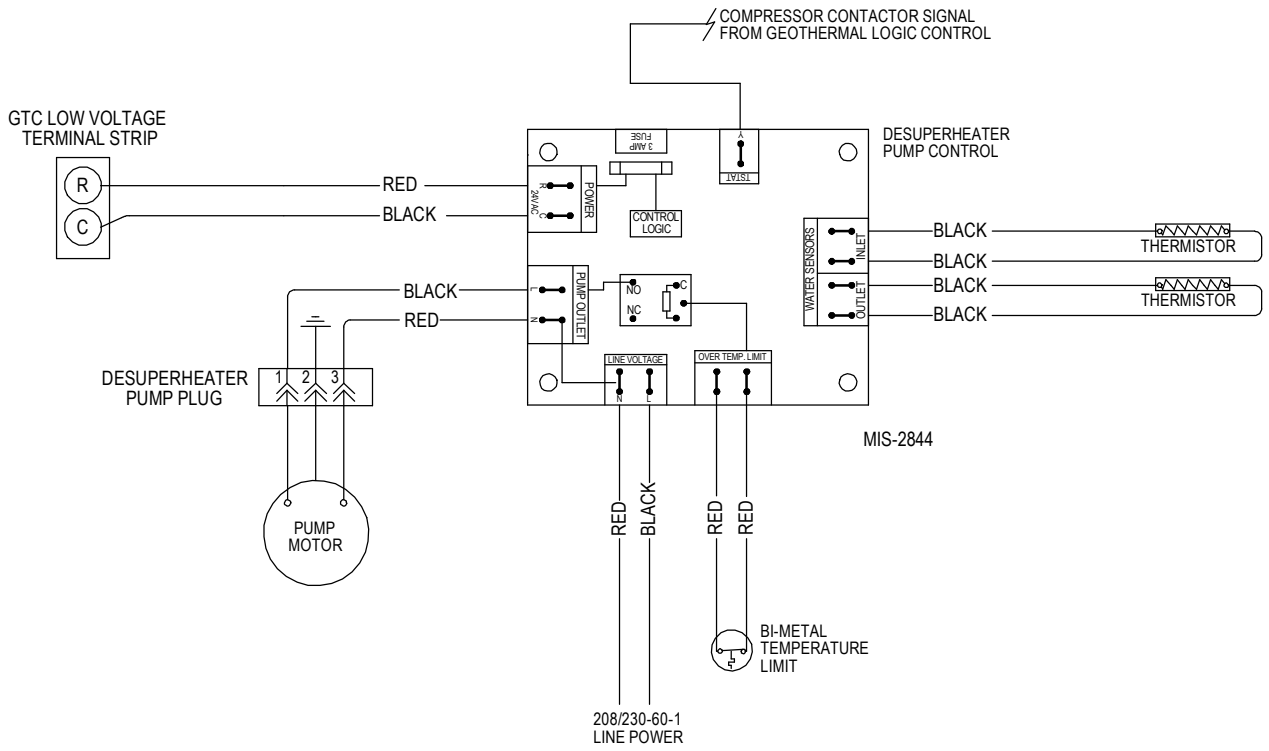 COMPRESSOR CONTACTOR SIGNAL
FROM GEOTHERMAL LOGIC CONTROL
GTC LOW VOLTAGE
TERMINAL STRIP
R
C
RED
BLACK
3 AMP
FUSE
Y
TSTAT
DESUPERHEATER
PUMP CONTROL
R
C
24VAC
POWER
CONTROL
LOGIC
WATER SENSORS
INLET
OUTLET
BLACK
BLACK
THERMISTOR
BLACK
BLACK
THERMISTOR
BLACK
RED
L
N
PUMP OUTLET
NO
NC
C
LINE VOLTAGE
N
L
OVER TEMP. LIMIT
DESUPERHEATER
PUMP PLUG
1
2
3
MIS-2844
PUMP
MOTOR
RED
BLACK
RED
RED
BI-METAL
TEMPERATURE
LIMIT
208/230-60-1
LINE POWER